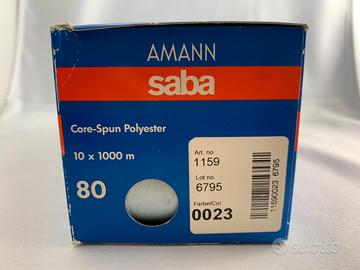 AMANN
saba
Core-Spun Polyester
10 x 1000 m
80
Art. no
1159
Lot no
6795
Farbe/Col.
0023
11590023 6795
subito